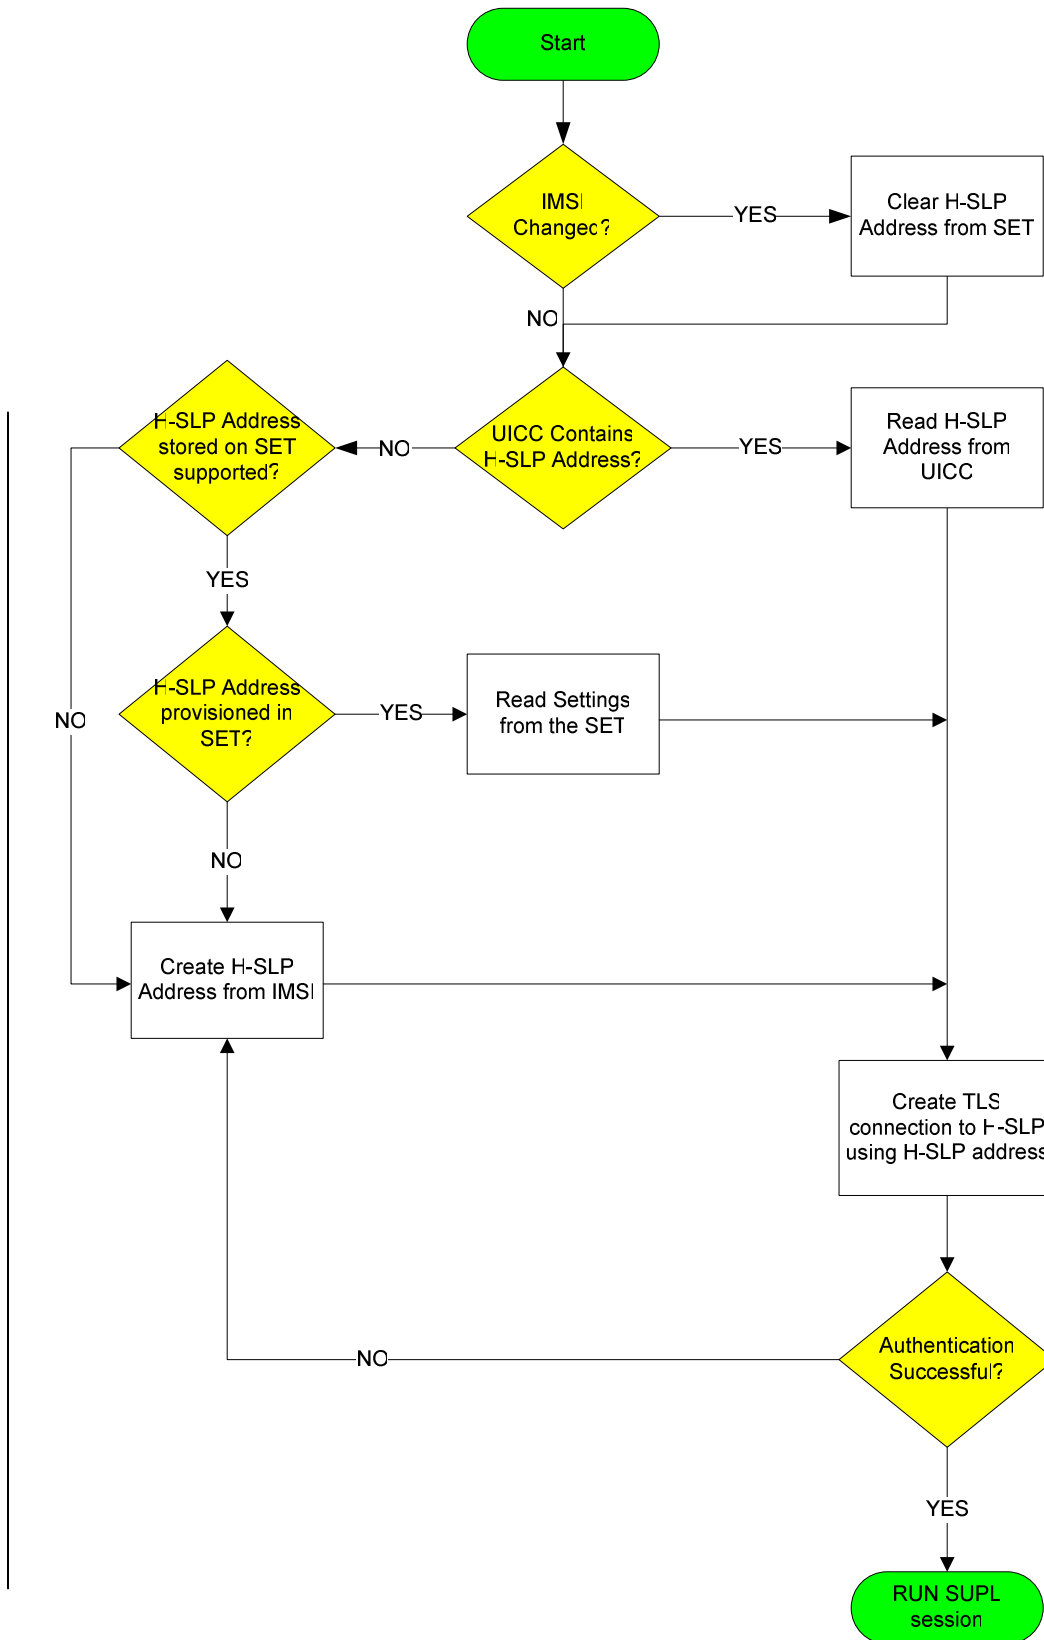 Start
IMSI
Changed?
YES
Clear H-SLP
Address from SET
NO
H-SLP Address
stored on SET
supported?
NO
UICC Contains
H-SLP Address?
YES
Read H-SLP
Address from
UICC
YES
H-SLP Address
provisioned in
SET?
YES
Read Settings
from the SET
NO
NO
Create H-SLP
Address from IMSI
Create TLS
connection to H-SLP
using H-SLP address
Authentication
Successful?
NO
YES
RUN SUPL
session